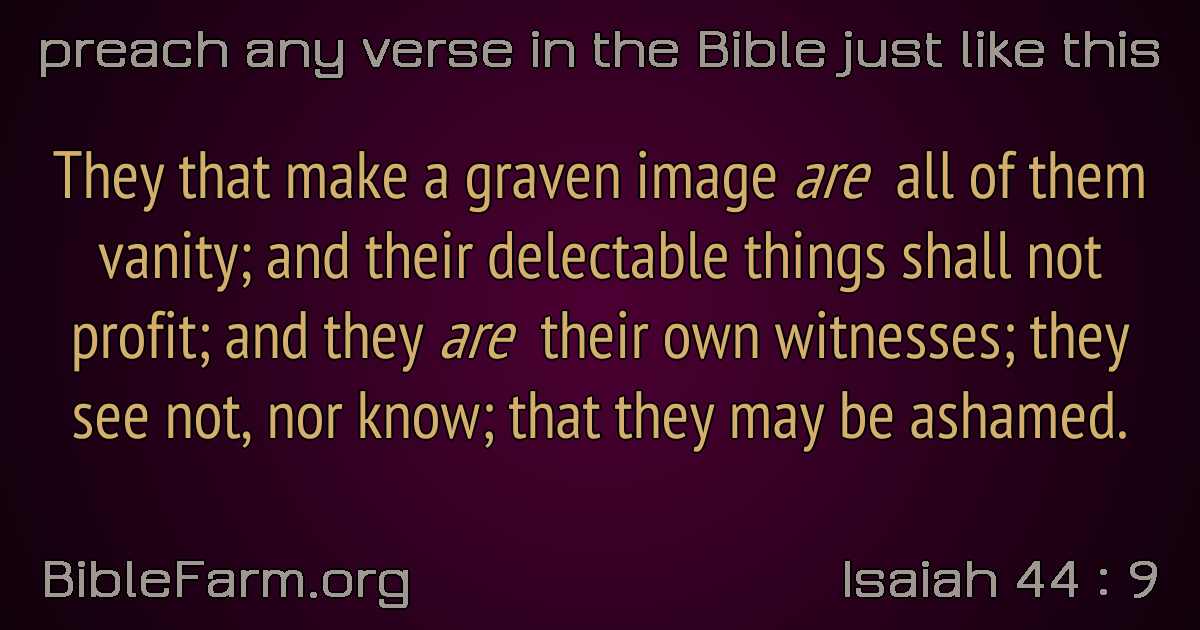 preach any verse in the Bible just like this
They that make a graven image are all of them
vanity; and their delectable things shall not
profit; and they are their own witnesses; they
see not, nor know; that they may be ashamed.
BibleFarm.org
Isaiah 44 : 9